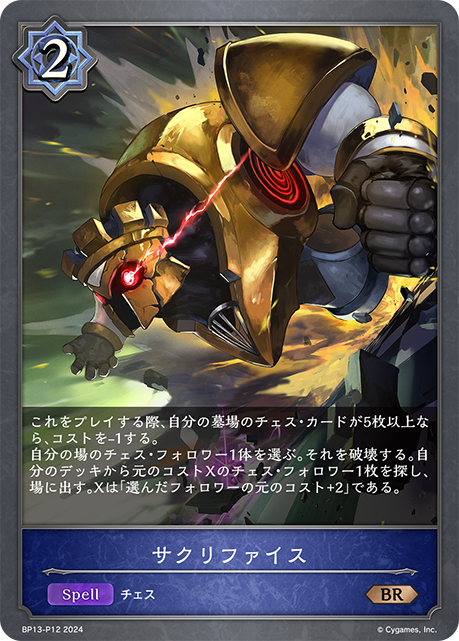 2
これをプレイする際、自分の墓場のチェス・カードが5枚以上な
ら、コストを-1する。
自分の場のチェス・フォロワー1体を選ぶ。それを破壊する。自
分のデッキから元のコストXのチェス・フォロワー1枚を探し、
場に出す。Xは「選んだフォロワーの元のコスト+2」である。
サクリファイス
Spell チェス BR
BP13-P12 2024 © Cygames, Inc.